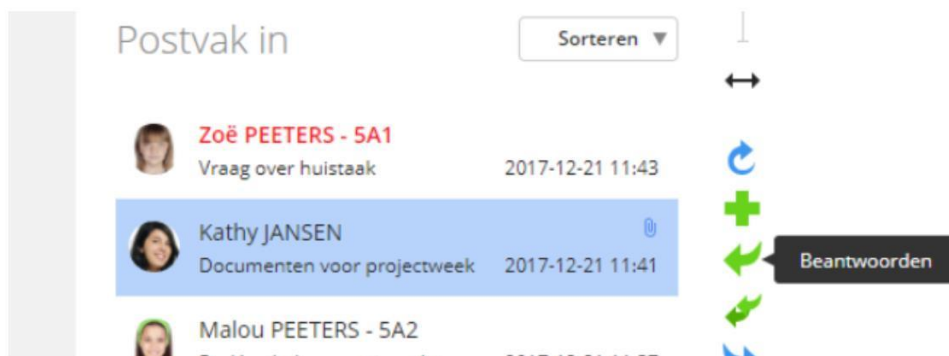 Postvak in
Sorteren
Zoë PEETERS - 5A1
Vraag over huistaak 2017-12-21 11:43
Kathy JANSEN
Documenten voor projectweek 2017-12-21 11:41
Beantwoorden
Malou PEETERS - 5A2